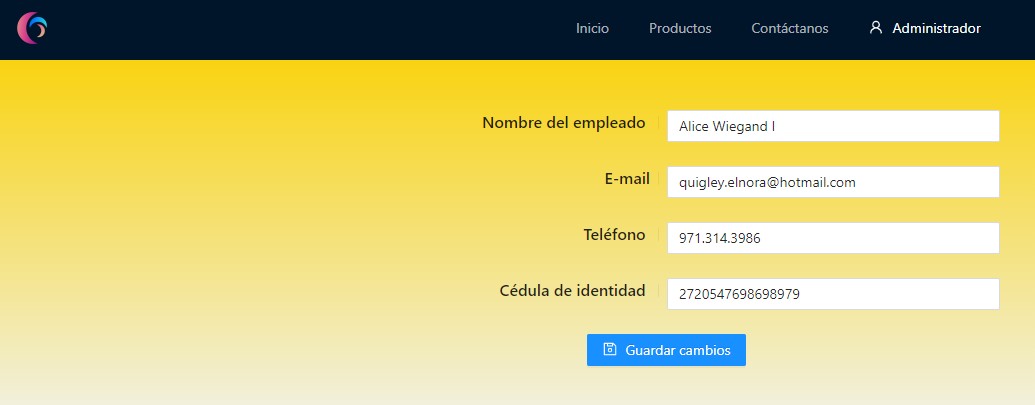 Inicio Productos Contáctanos Administrador
Nombre del empleado Alice Wiegand I
E-mail quigley.elnora@hotmail.com
Teléfono 971.314.3986
Cédula de identidad 2720547698698979
Guardar cambios